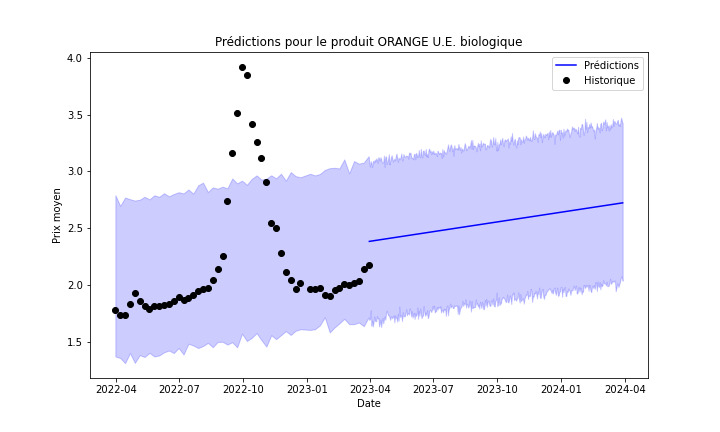 Prédictions pour le produit ORANGE U.E. biologique
Prédictions
Historique
Prix moyen
4.0
3.5
3.0
2.5
2.0
1.5
2022-04 2022-07 2022-10 2023-01 2023-04 2023-07 2023-10 2024-01 2024-04
Date